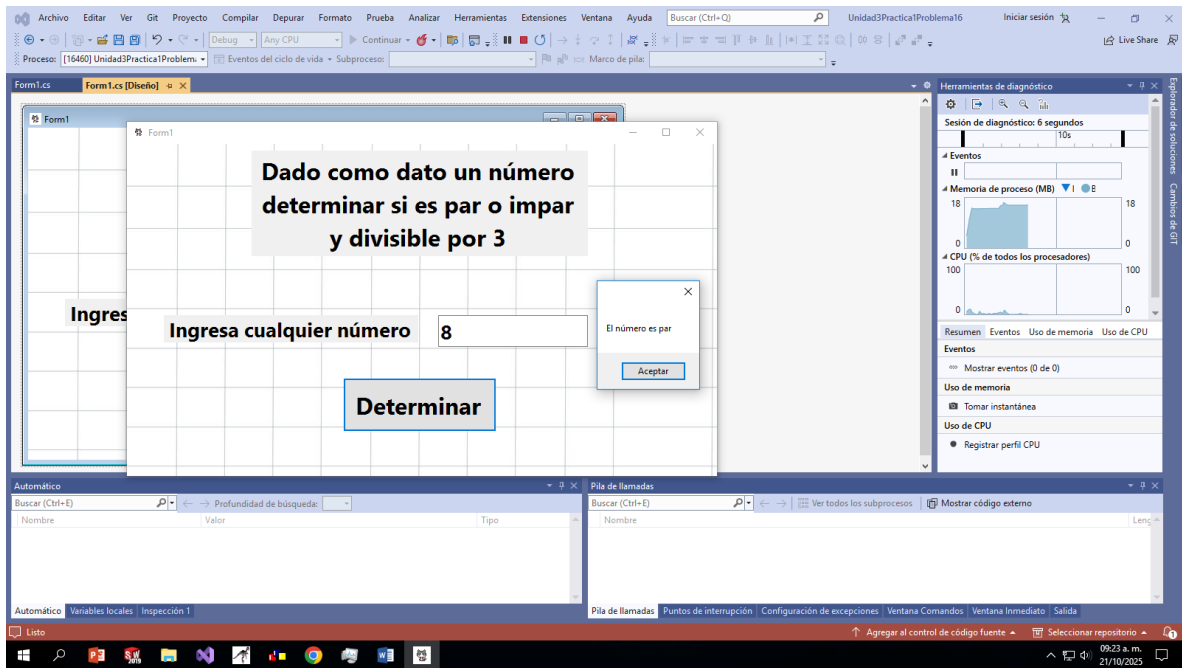 Archivo Editar Ver Git Proyecto Compilar Depurar Formato Prueba Analizar Herramientas Extensiones Ventana Ayuda Buscar (Ctrl+Q) Unidad3Practica1Problema16 Iniciar sesión
Debug Any CPU Continuar Live Share
Proceso: [16460] Unidad3Practica1Problem. Eventos del ciclo de vida Subproceso: Marco de pila:
Form1.cs Form1.cs [Diseño]
Form1
Form1
Dado como dato un número
determinar si es par o impar
y divisible por 3
Ingres
Ingresa cualquier número 8
El número es par
Aceptar
Determinar
Herramientas de diagnóstico
Sesión de diagnóstico: 6 segundos
10s
Eventos
Memoria de proceso (MB)
18 18
0 0
CPU (% de todos los procesadores)
100 100
0 0
Resumen Eventos Uso de memoria Uso de CPU
Eventos
Mostrar eventos (0 de 0)
Uso de memoria
Tomar instantánea
Uso de CPU
Registrar perfil CPU
Explorador de soluciones
Cambios de GIT
Automático
Buscar (Ctrl+E) Profundidad de búsqueda:
Nombre Valor Tipo
Automático Variables locales Inspección 1
Pila de llamadas
Buscar (Ctrl+E) Ver todos los subprocesos Mostrar código externo
Nombre Leng
Pila de llamadas Puntos de interrupción Configuración de excepciones Ventana Comandos Ventana Inmediato Salida
Listo Agregar al control de código fuente Seleccionar repositorio
09:23 a. m.
21/10/2025